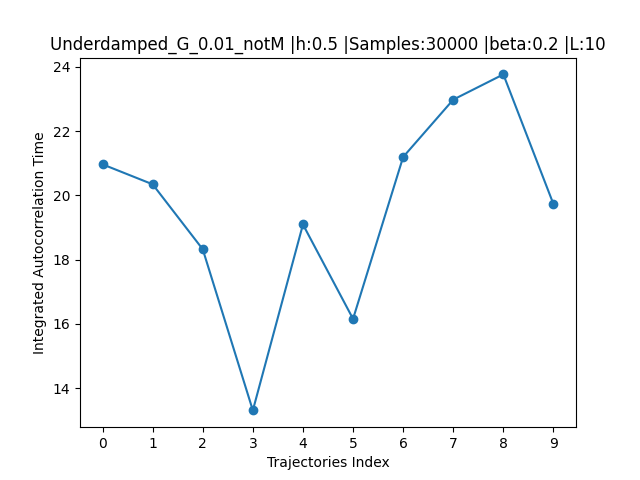 Underdamped_G_0.01_notM |h:0.5 |Samples:30000 |beta:0.2 |L:10
24
22
20
18
16
14
Integrated Autocorrelation Time
0 1 2 3 4 5 6 7 8 9
Trajectories Index